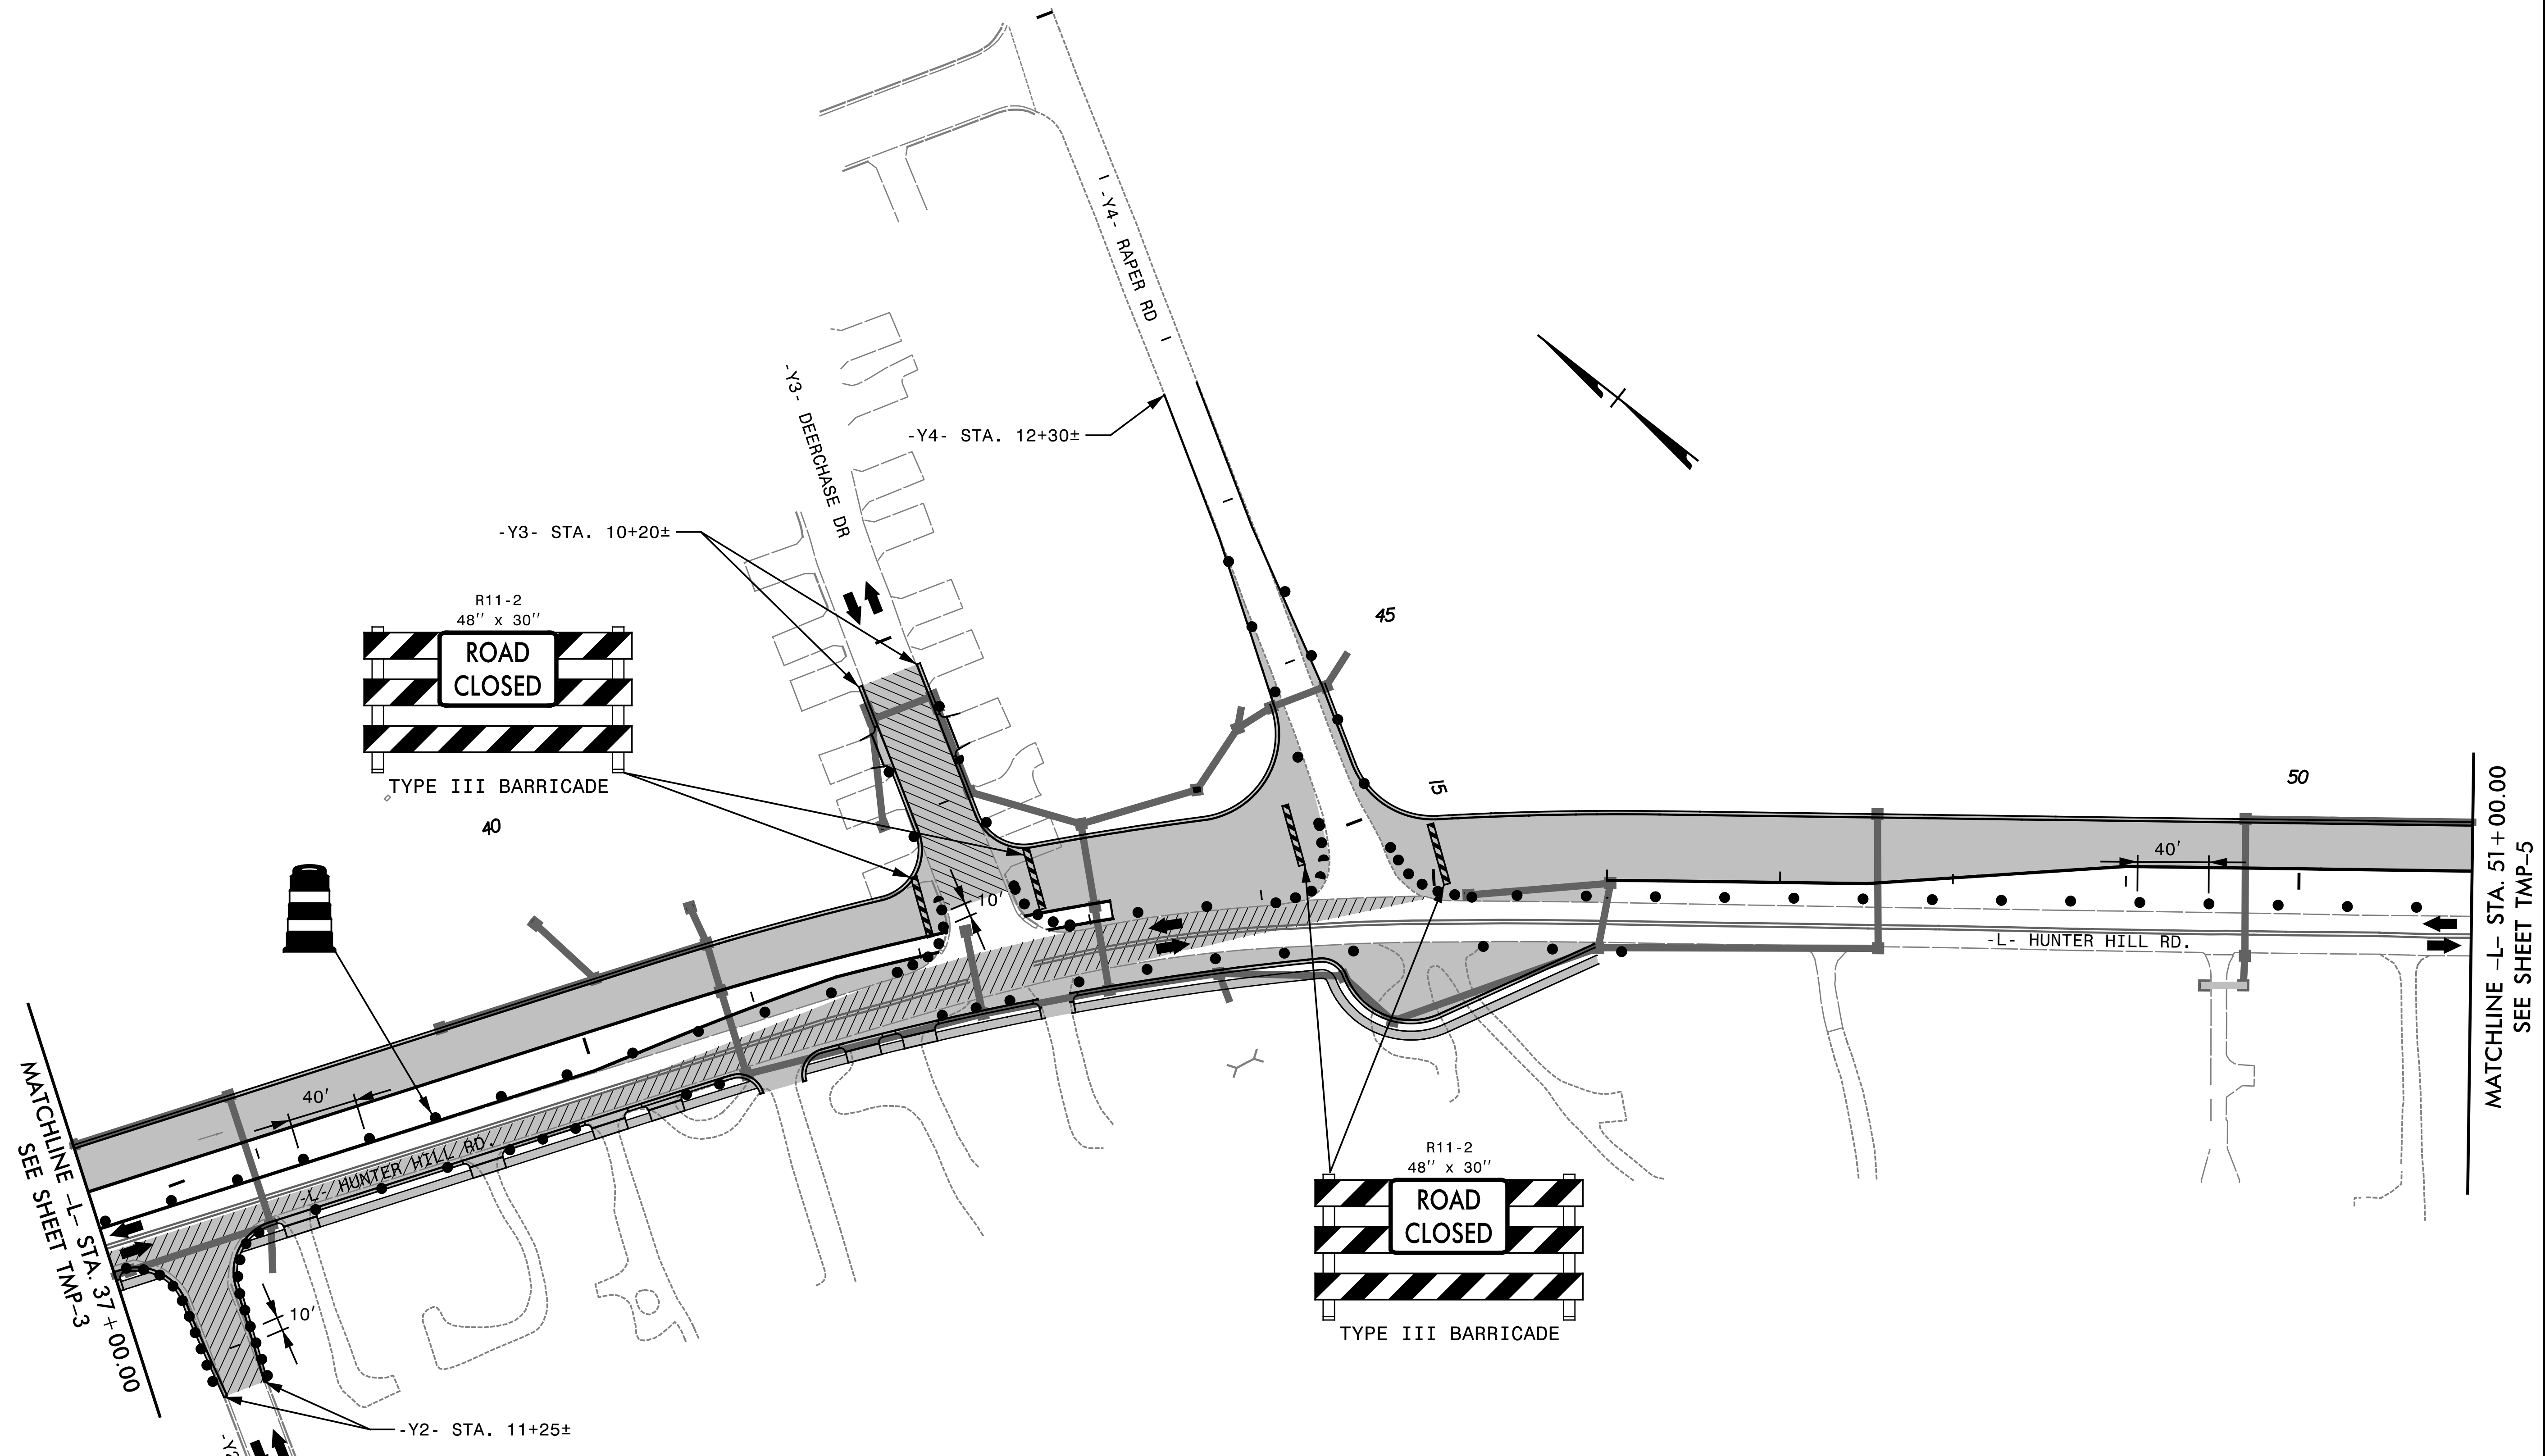 -Y4- RAPER RD
-Y4- STA. 12+30±
-Y3- DEERCHASE DR
-Y3- STA. 10+20±
R11-2
48'' x 30''
ROAD
CLOSED
TYPE III BARRICADE
45
15
50
40
40'
10'
40'
-L- HUNTER HILL RD.
MATCHLINE -L- STA. 51+00.00
SEE SHEET TMP-5
-L- HUNTER HILL RD.
MATCHLINE -L- STA. 37+00.00
SEE SHEET TMP-3
10'
R11-2
48'' x 30''
ROAD
CLOSED
TYPE III BARRICADE
-Y2- STA. 11+25±